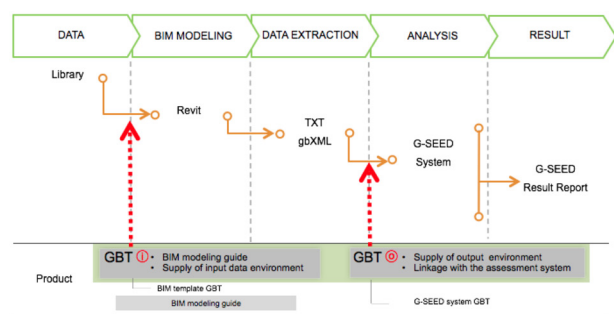 DATA
BIM MODELING
DATA EXTRACTION
ANALYSIS
RESULT
Library
Revit
TXT
gbXML
G-SEED
System
G-SEED
Result Report
Product
GBT ⓘ • BIM modeling guide
• Supply of input data environment
BIM template GBT
BIM modeling guide
GBT ⓞ • Supply of output environment
• Linkage with the assessment system
G-SEED system GBT